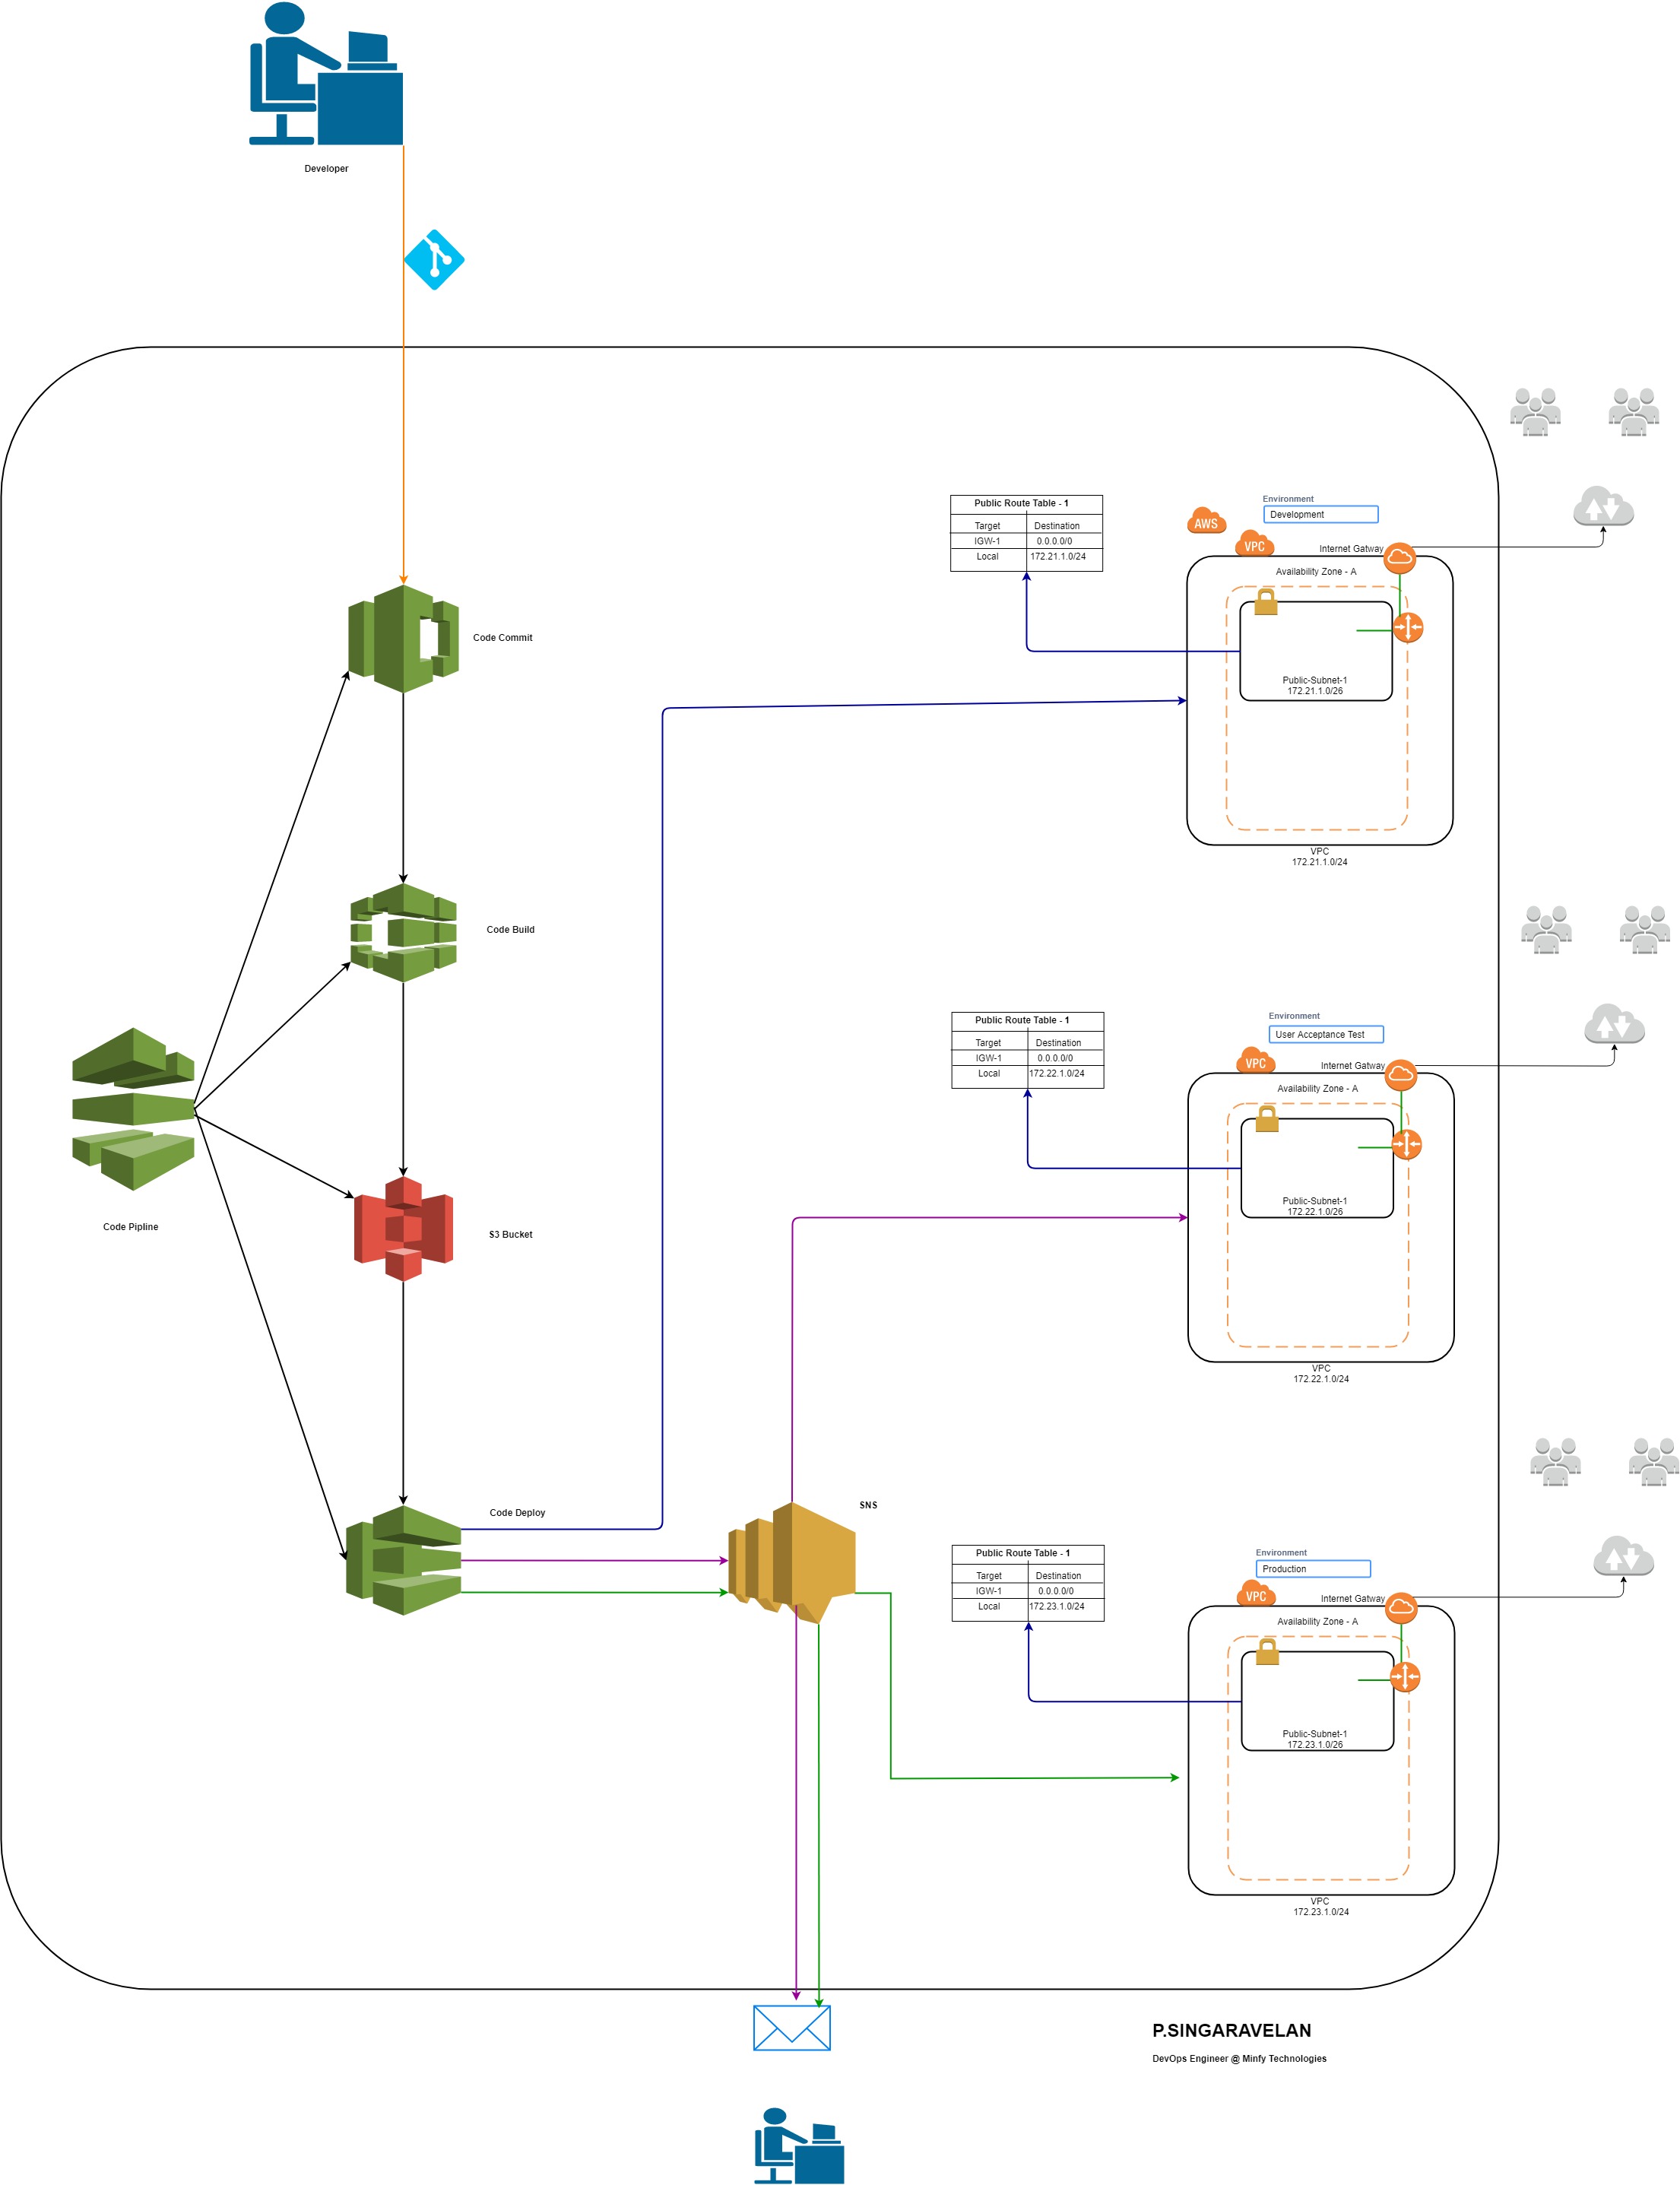 Developer
Public Route Table - 1
Target Destination
IGW-1 0.0.0.0/0
Local 172.21.1.0/24
Environment
Development
AWS
VPC
Internet Gatway
Availability Zone - A
Public-Subnet-1
172.21.1.0/26
VPC
172.21.1.0/24
Code Commit
Code Build
Code Pipline
S3 Bucket
Public Route Table - 1
Target Destination
IGW-1 0.0.0.0/0
Local 172.22.1.0/24
Environment
User Acceptance Test
VPC
Internet Gatway
Availability Zone - A
Public-Subnet-1
172.22.1.0/26
VPC
172.22.1.0/24
Code Deploy
SNS
Public Route Table - 1
Target Destination
IGW-1 0.0.0.0/0
Local 172.23.1.0/24
Environment
Production
VPC
Internet Gatway
Availability Zone - A
Public-Subnet-1
172.23.1.0/26
VPC
172.23.1.0/24
P.SINGARAVELAN
DevOps Engineer @ Minfy Technologies